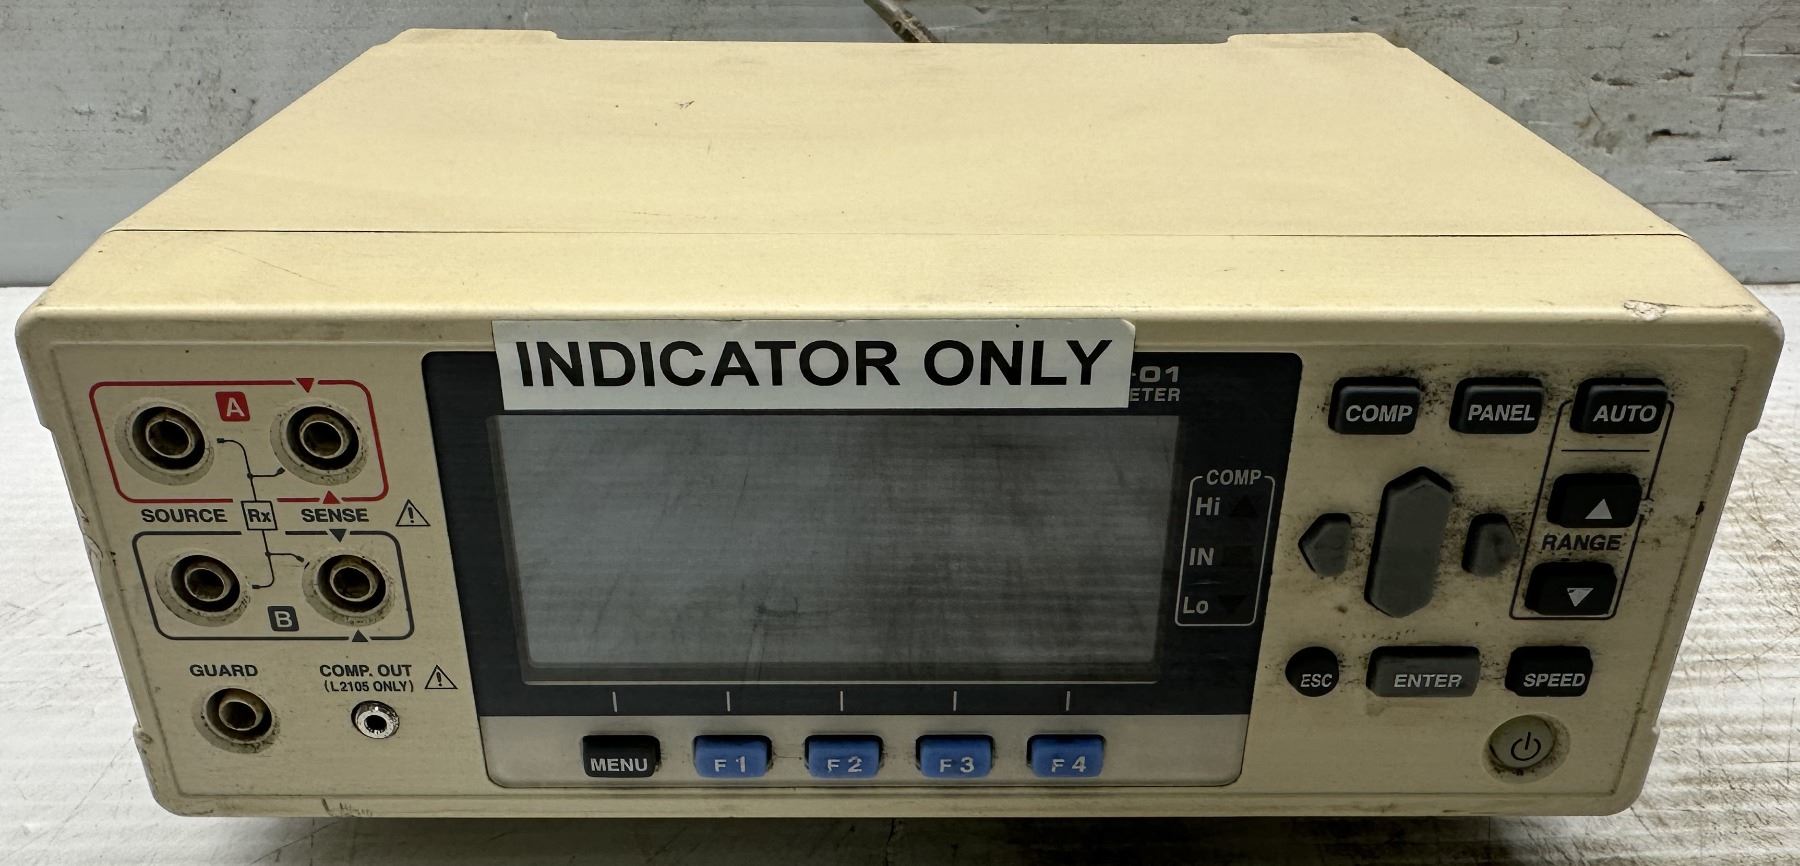 INDICATOR ONLY
-01
ETER
A
SOURCE Rx SENSE
B
GUARD
COMP. OUT
(L2105 ONLY)
COMP
Hi
IN
Lo
MENU F1 F2 F3 F4
COMP PANEL AUTO
RANGE
ESC ENTER SPEED